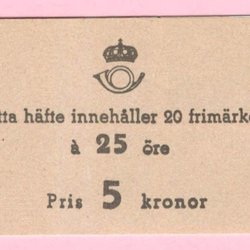 tta häfte innehåller 20 frimärke
à 25 öre
Pris 5 kronor